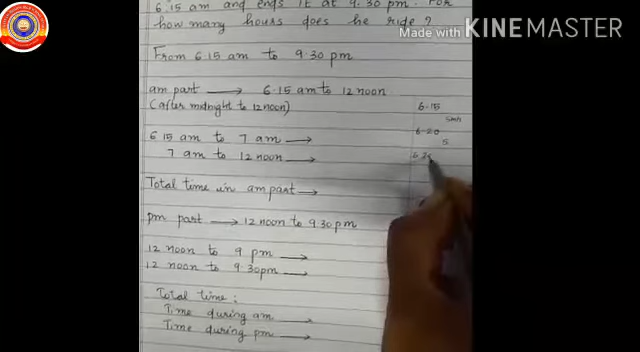 6.15 am and ends it at 9.30 pm. For
how many hours does he ride?
Made with KINEMASTER
From 6.15 am to 9.30 pm
am part → 6.15 am to 12 noon
(after midnight to 12 noon)
6.15
5mn
6.20
5
6 15 am to 7 am →
7 am to 12 noon →
Total time in am part →
pm part → 12 noon to 9.30 pm
12 noon to 9 pm →
12 noon to 9.30pm →
Total time:
Time during am →
Time during pm →